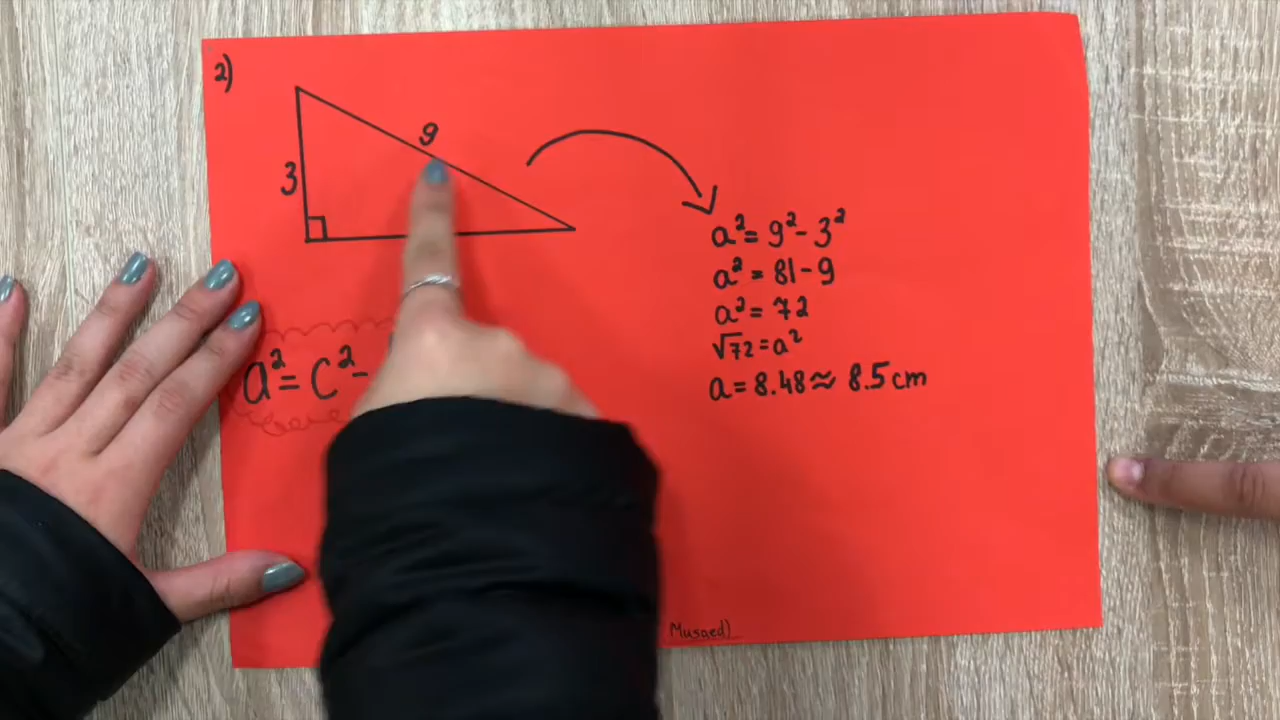 2)
9
3
a²= 9²- 3²
a² = 81 - 9
a² = 72
√72 = a²
a = 8.48 ≈ 8.5 cm
a² = c² -
Musaed)